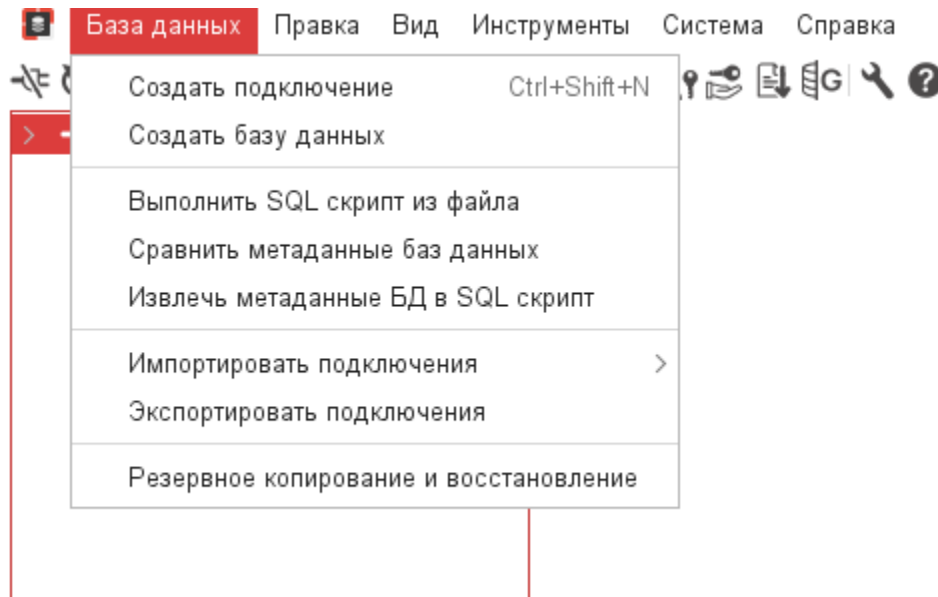 База данных Правка Вид Инструменты Система Справка
Создать подключение Ctrl+Shift+N
Создать базу данных
Выполнить SQL скрипт из файла
Сравнить метаданные баз данных
Извлечь метаданные БД в SQL скрипт
Импортировать подключения
Экспортировать подключения
Резервное копирование и восстановление